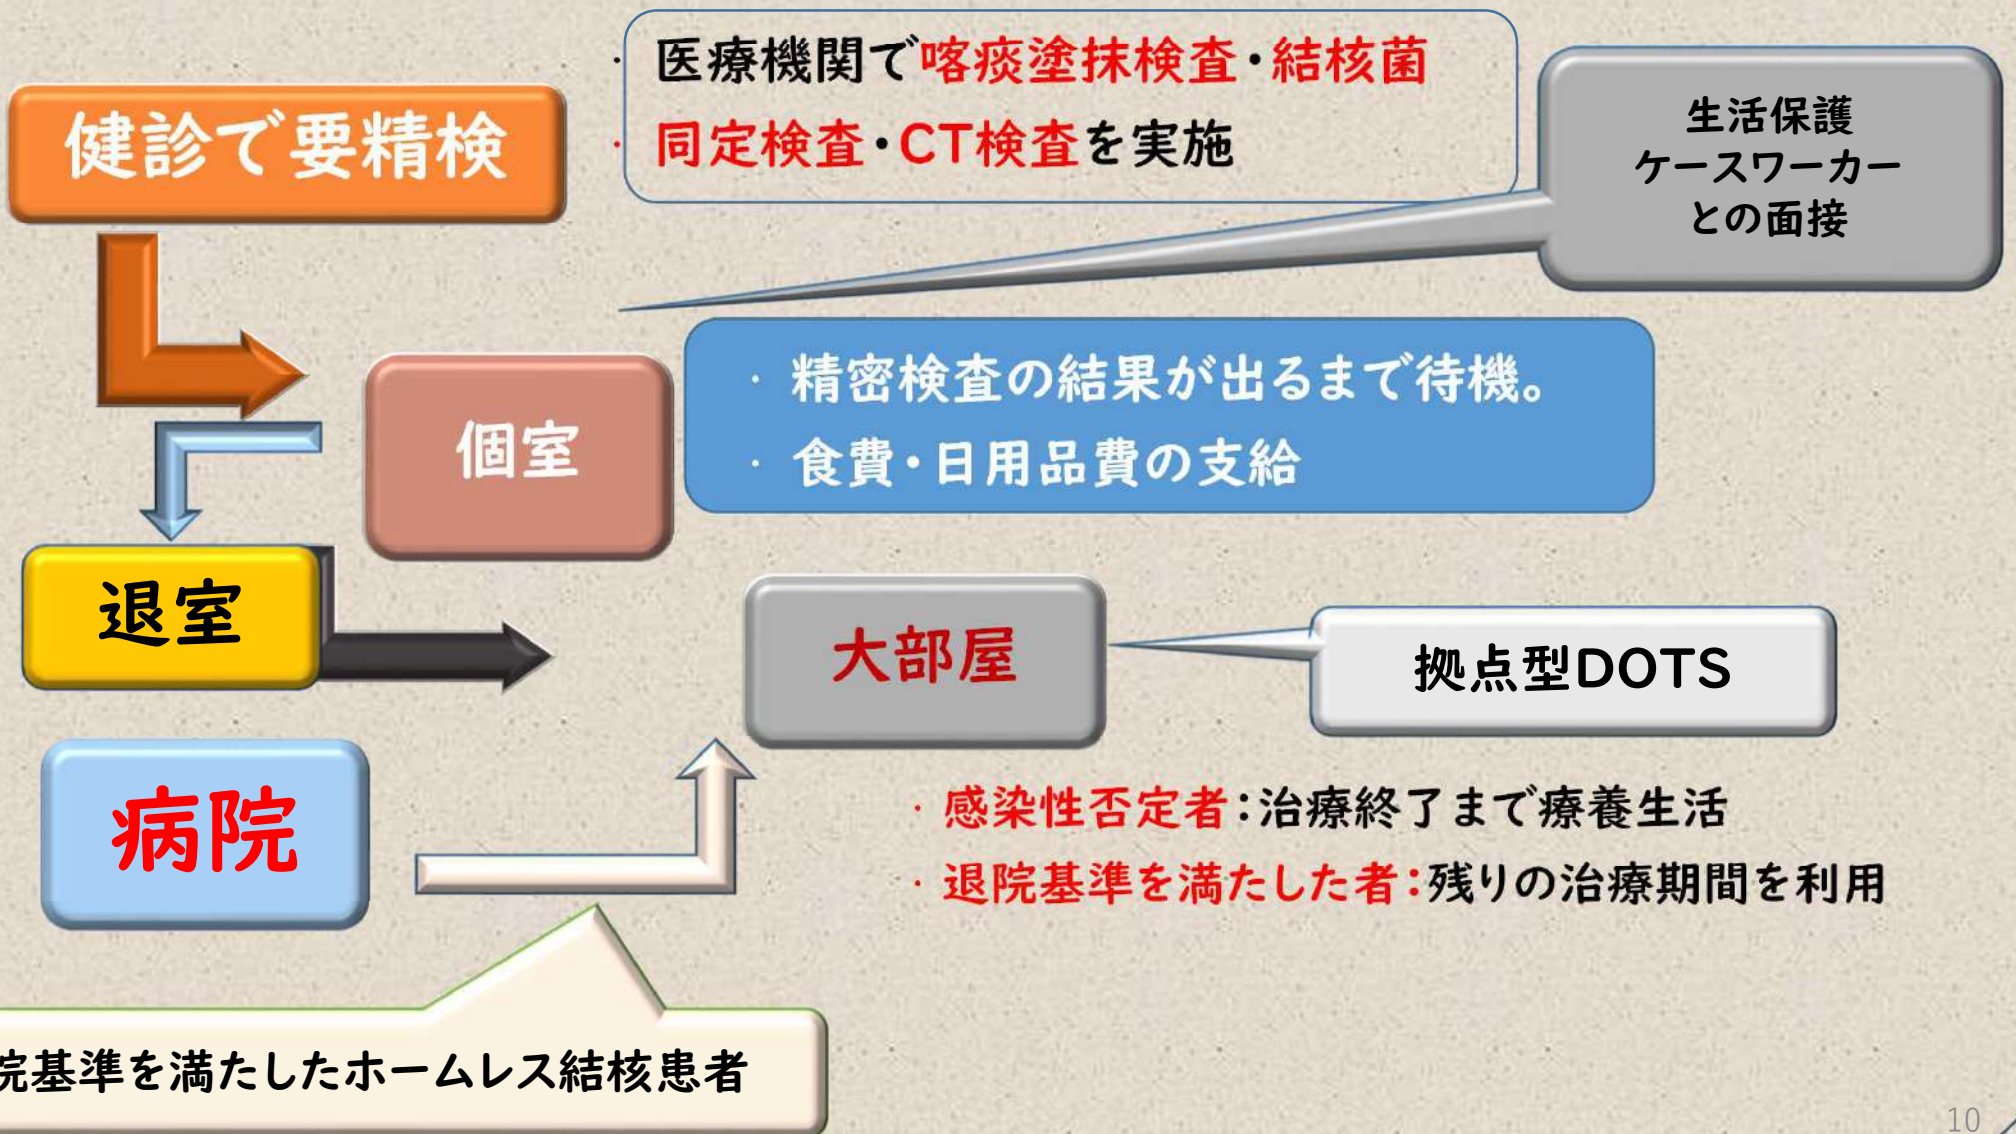 ・ 医療機関で喀痰塗抹検査・結核菌
・ 同定検査・CT検査を実施
健診で要精検
生活保護
ケースワーカー
との面接
個室
・ 精密検査の結果が出るまで待機。
・ 食費・日用品費の支給
退室
大部屋
拠点型DOTS
病院
・ 感染性否定者：治療終了まで療養生活
・ 退院基準を満たした者：残りの治療期間を利用
院基準を満たしたホームレス結核患者
10